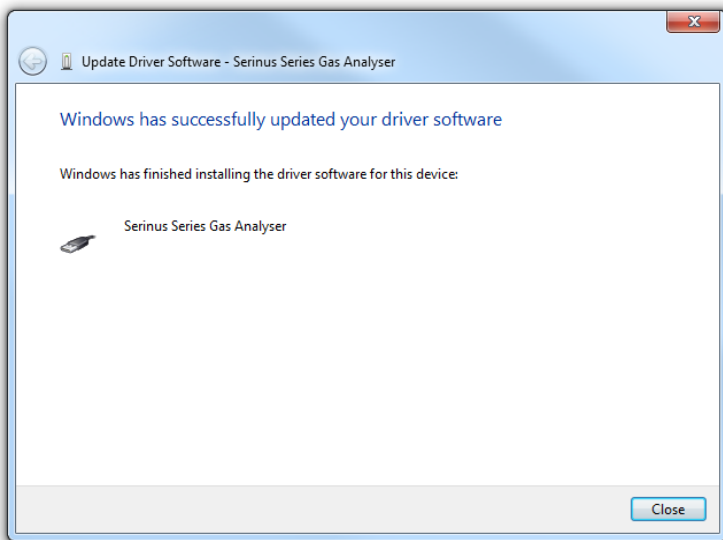 Update Driver Software - Serinus Series Gas Analyser
Windows has successfully updated your driver software
Windows has finished installing the driver software for this device:
Serinus Series Gas Analyser
Close